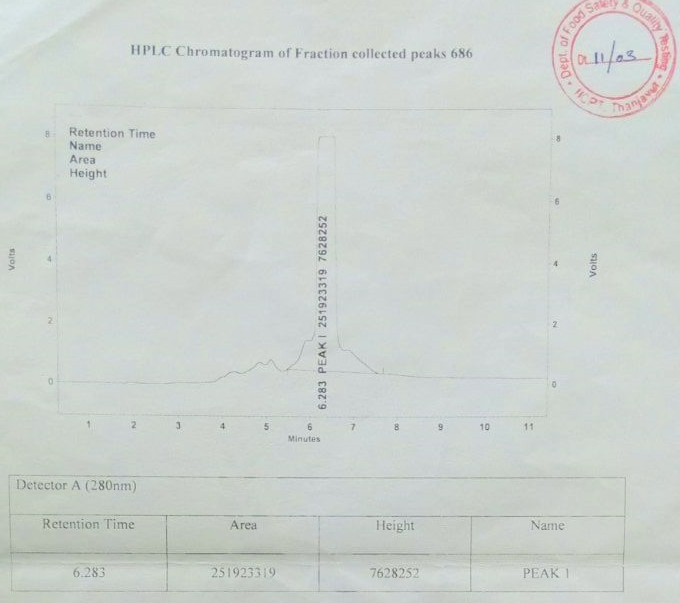 Dept. of Food Safety & Quality Testing
Dt. 11/03
IICPT, Thanjavur
HPLC Chromatogram of Fraction collected peaks 686
Retention Time
Name
Area
Height
8
6
4
2
0
Volts
8
6
4
2
0
Volts
6.283 PEAK 1 251923319 7628252
1 2 3 4 5 6 7 8 9 10 11
Minutes
Detector A (280nm)
Retention Time Area Height Name
6.283 251923319 7628252 PEAK 1